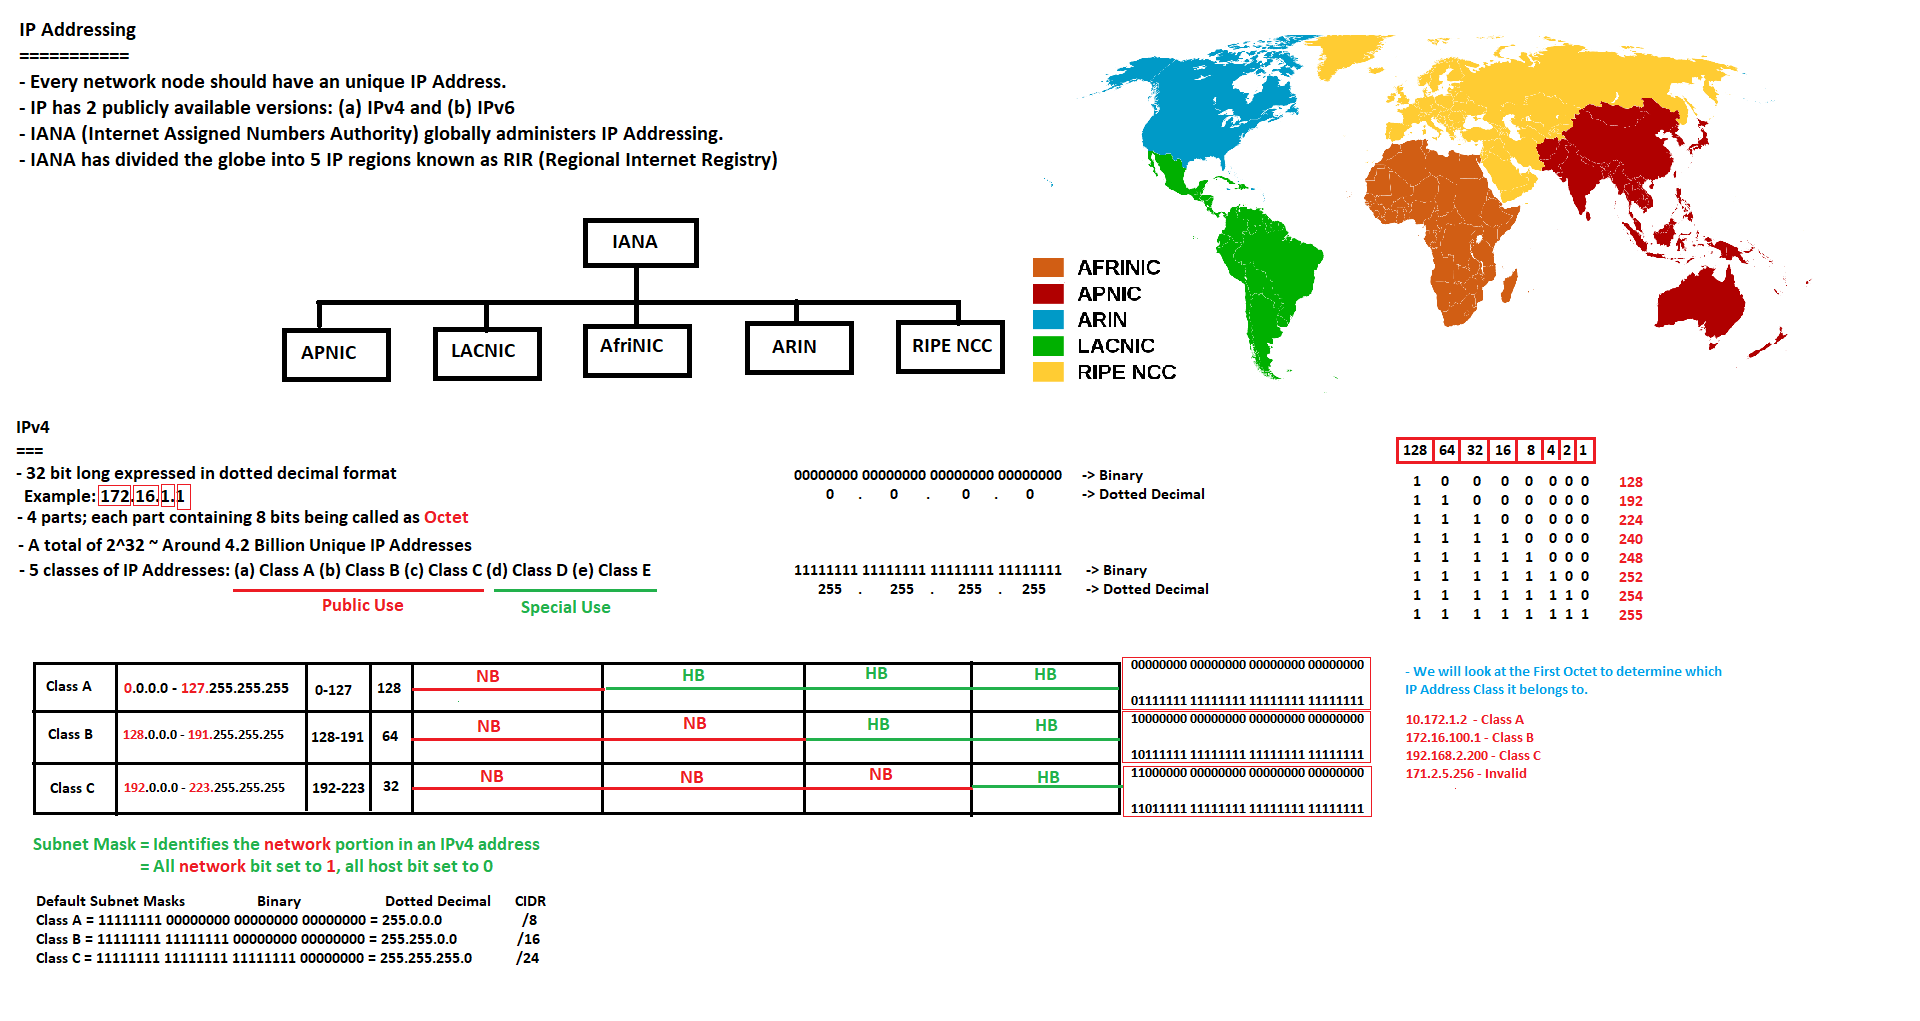 IP Addressing
===========
- Every network node should have an unique IP Address.
- IP has 2 publicly available versions: (a) IPv4 and (b) IPv6
- IANA (Internet Assigned Numbers Authority) globally administers IP Addressing.
- IANA has divided the globe into 5 IP regions known as RIR (Regional Internet Registry)
IANA
APNIC LACNIC AfriNIC ARIN RIPE NCC
AFRINIC
APNIC
ARIN
LACNIC
RIPE NCC
IPv4
===
- 32 bit long expressed in dotted decimal format
Example: 172.16.1.1
- 4 parts; each part containing 8 bits being called as Octet
- A total of 2^32 ~ Around 4.2 Billion Unique IP Addresses
- 5 classes of IP Addresses: (a) Class A (b) Class B (c) Class C (d) Class D (e) Class E
Public Use Special Use
00000000 00000000 00000000 00000000 -> Binary
0 . 0 . 0 . 0 -> Dotted Decimal
11111111 11111111 11111111 11111111 -> Binary
255 . 255 . 255 . 255 -> Dotted Decimal
128 64 32 16 8 4 2 1
1 0 0 0 0 0 0 0 128
1 1 0 0 0 0 0 0 192
1 1 1 0 0 0 0 0 224
1 1 1 1 0 0 0 0 240
1 1 1 1 1 0 0 0 248
1 1 1 1 1 1 0 0 252
1 1 1 1 1 1 1 0 254
1 1 1 1 1 1 1 1 255
Class A 0.0.0.0 - 127.255.255.255 0-127 128 NB HB HB HB
00000000 00000000 00000000 00000000
01111111 11111111 11111111 11111111
Class B 128.0.0.0 - 191.255.255.255 128-191 64 NB NB HB HB
10000000 00000000 00000000 00000000
10111111 11111111 11111111 11111111
Class C 192.0.0.0 - 223.255.255.255 192-223 32 NB NB NB HB
11000000 00000000 00000000 00000000
11011111 11111111 11111111 11111111
- We will look at the First Octet to determine which
IP Address Class it belongs to.
10.172.1.2 - Class A
172.16.100.1 - Class B
192.168.2.200 - Class C
171.2.5.256 - Invalid
Subnet Mask = Identifies the network portion in an IPv4 address
= All network bit set to 1, all host bit set to 0
Default Subnet Masks Binary Dotted Decimal CIDR
Class A = 11111111 00000000 00000000 00000000 = 255.0.0.0 /8
Class B = 11111111 11111111 00000000 00000000 = 255.255.0.0 /16
Class C = 11111111 11111111 11111111 00000000 = 255.255.255.0 /24